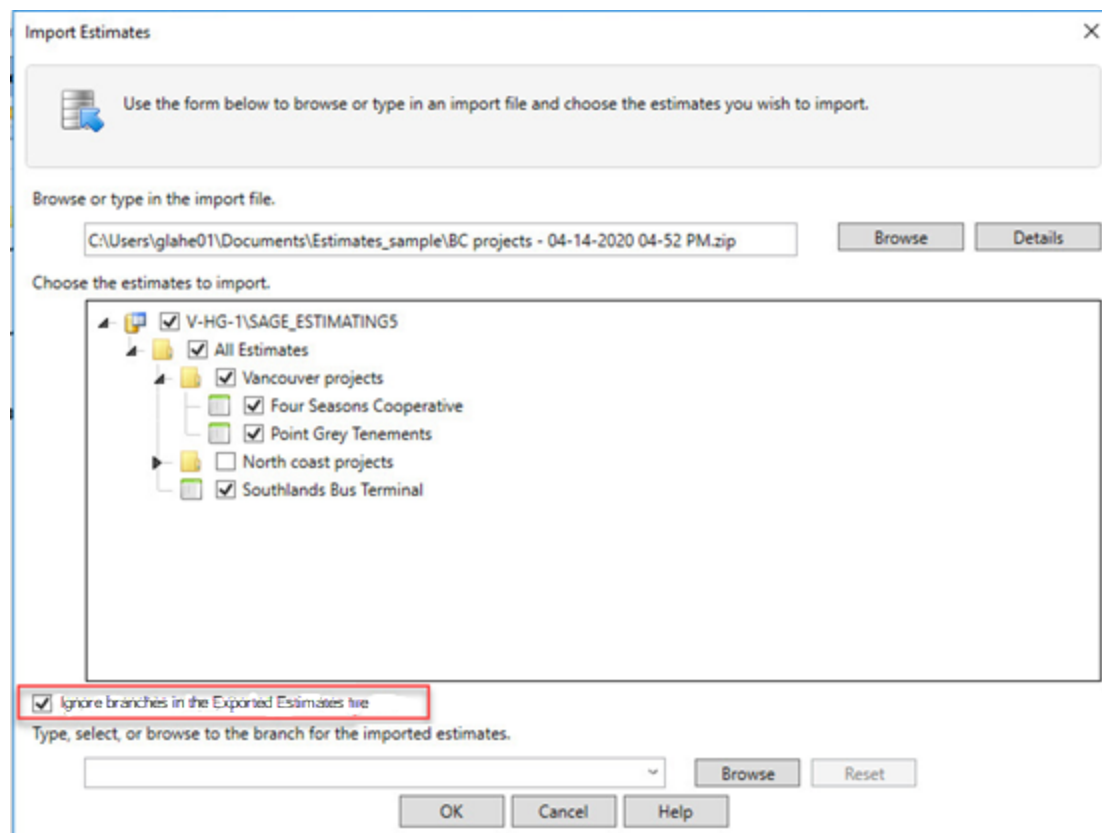 Import Estimates
Use the form below to browse or type in an import file and choose the estimates you wish to import.
Browse or type in the import file.
C:\Users\glahe01\Documents\Estimates_sample\BC projects - 04-14-2020 04-52 PM.zip Browse Details
Choose the estimates to import.
V-HG-1\SAGE_ESTIMATING5
All Estimates
Vancouver projects
Four Seasons Cooperative
Point Grey Tenements
North coast projects
Southlands Bus Terminal
Ignore branches in the Exported Estimates
Type, select, or browse to the branch for the imported estimates.
Browse Reset
OK Cancel Help